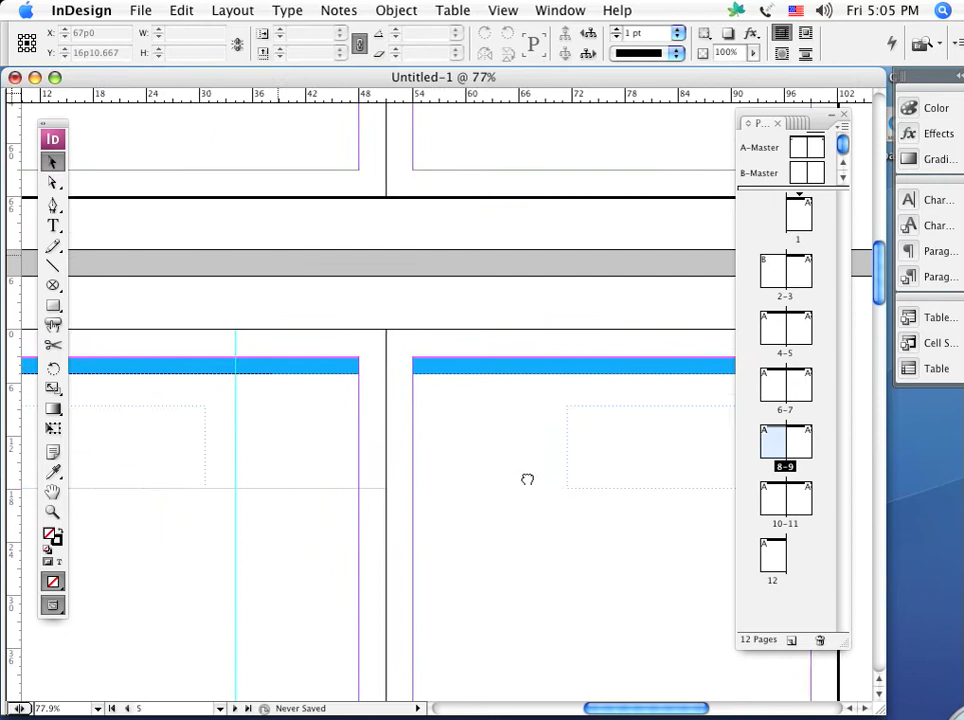 InDesign File Edit Layout Type Notes Object Table View Window Help Fri 5:05 PM
X: 67p0 W: 1 pt
Y: 16p10.667 H: P 100%
Untitled-1 @ 77%
12 18 24 30 36 42 48 54 60 66 72 78 84 90 96 102
Id
P...
A-Master
B-Master
A
1
B A
2-3
A A
4-5
A A
6-7
A A
8-9
A A
10-11
A
12
12 Pages
Color
Effects
Gradi...
Char...
Char...
Parag...
Parag...
Table...
Cell S...
Table
T
77.9% 5 Never Saved